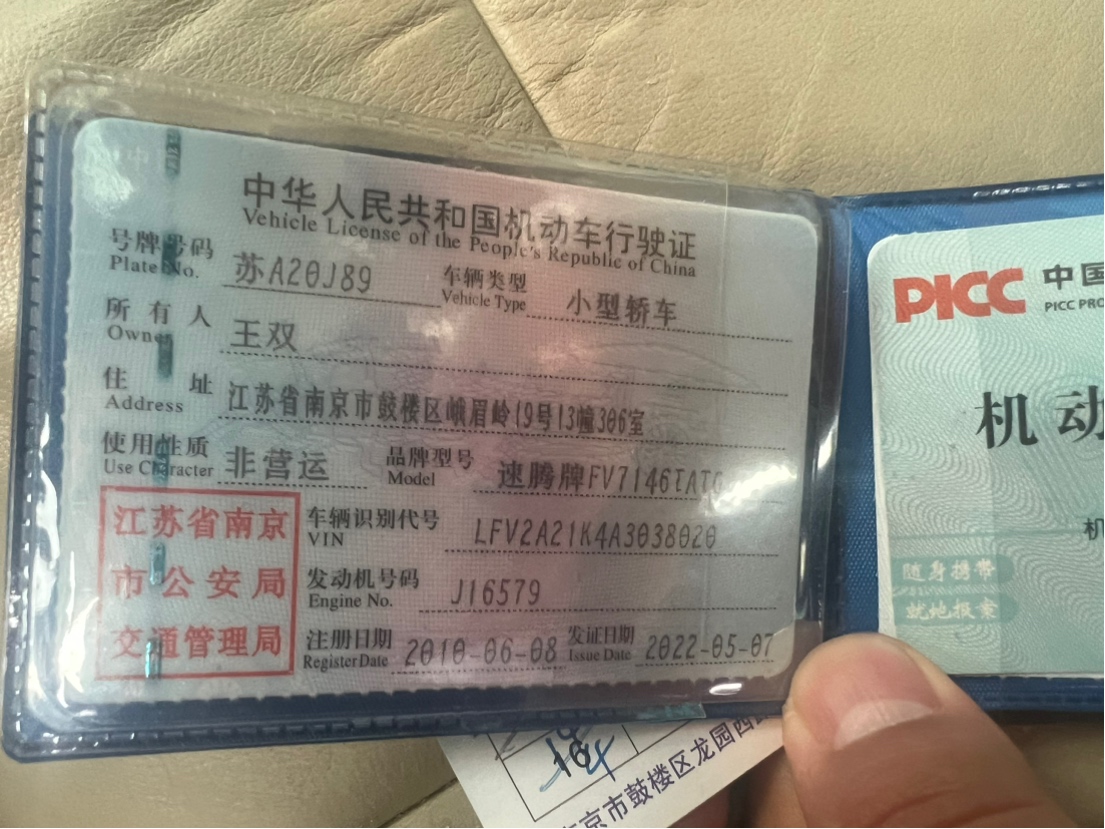 中华人民共和国机动车行驶证
Vehicle License of the People's Republic of China
号牌号码 苏A20J89 车辆类型 小型轿车
Plate No. Vehicle Type
所有人 王双
Owner
住址 江苏省南京市鼓楼区峨眉岭19号13幢306室
Address
使用性质 非营运 品牌型号 速腾牌FV7146TATG
Use Character Model
江苏省南京
市公安局
交通管理局
车辆识别代号 LFV2A21K4A3038020
VIN
发动机号码 J16579
Engine No.
注册日期 2010-06-08 发证日期 2022-05-07
Register Date Issue Date
PICC 中国
PICC PRO
机动
机
随身携带
就地报案
京市鼓楼区龙园西